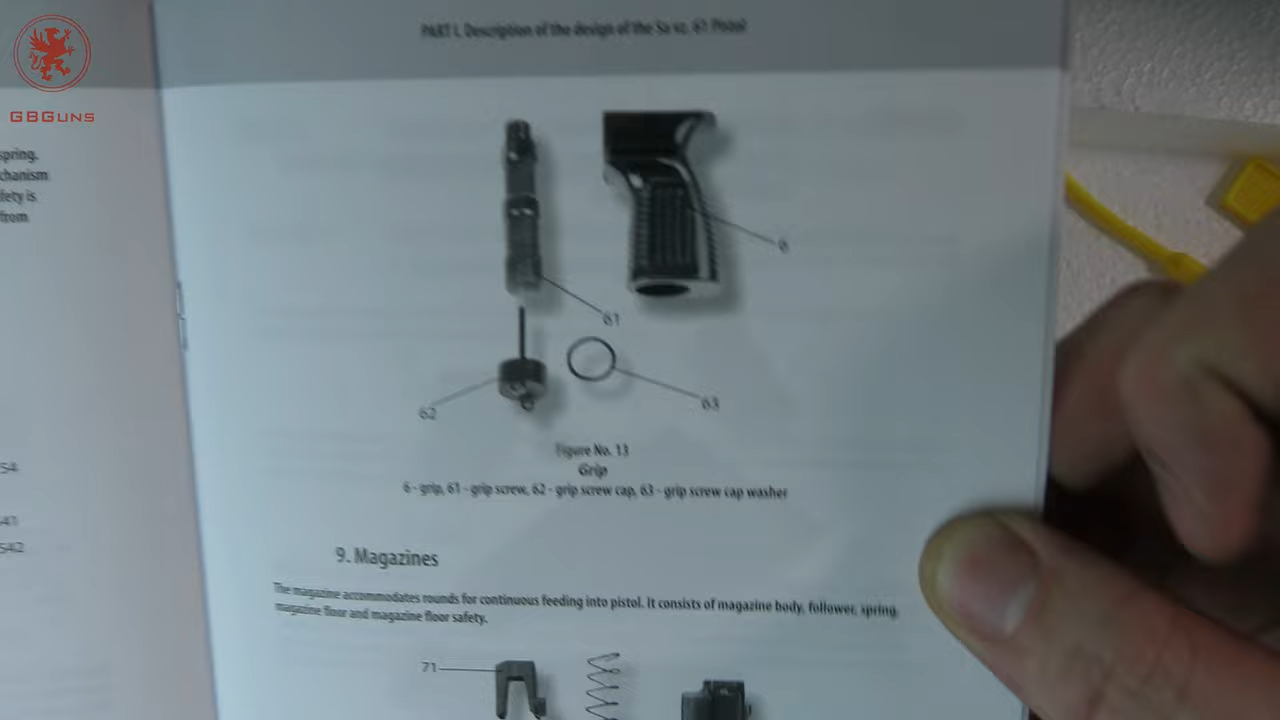 GBGUNS
spring.
chanism
fety is
from
54
541
542
PART I. Description of the design of the Sa vz. 61 Pistol
6
61
62
63
Figure No. 13
Grip
6 - grip, 61 - grip screw, 62 - grip screw cap, 63 - grip screw cap washer
9. Magazines
The magazine accommodates rounds for continuous feeding into pistol. It consists of magazine body, follower, spring,
magazine floor and magazine floor safety.
71